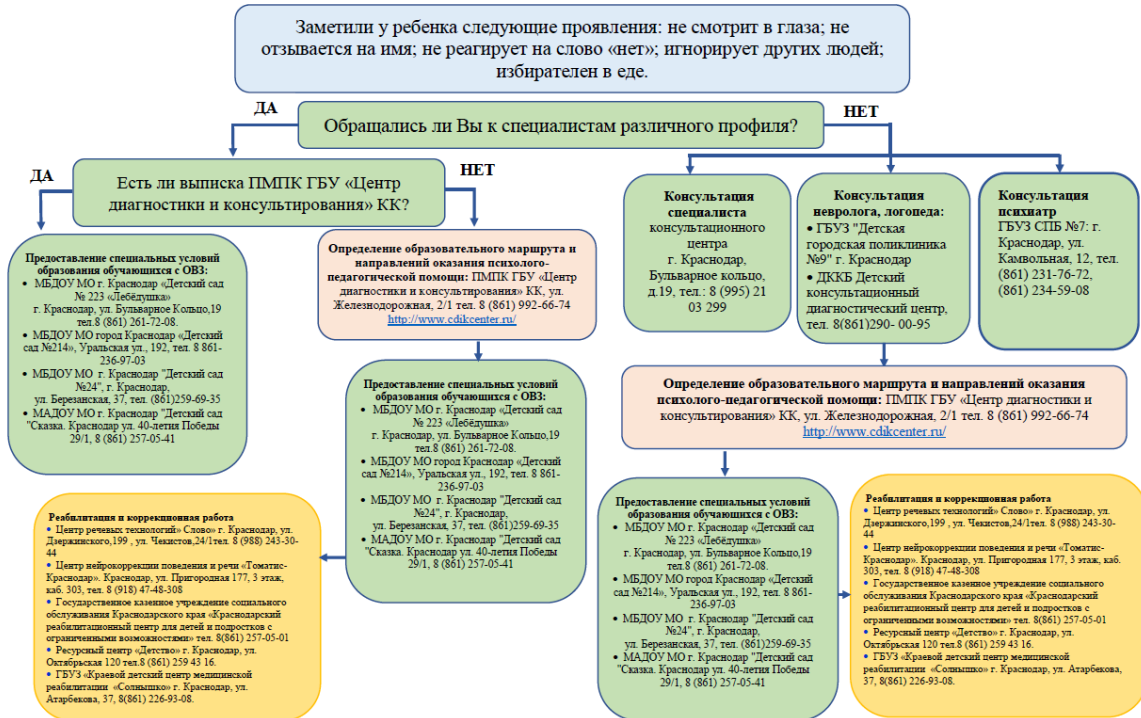 Заметили у ребенка следующие проявления: не смотрит в глаза; не
отзывается на имя; не реагирует на слово «нет»; игнорирует других людей;
избирателен в еде.
ДА
Обращались ли Вы к специалистам различного профиля?
НЕТ
ДА
Есть ли выписка ПМПК ГБУ «Центр
диагностики и консультирования» КК?
НЕТ
Предоставление специальных условий
образования обучающихся с ОВЗ:
• МБДОУ МО г. Краснодар «Детский сад
№ 223 «Лебёдушка»
г. Краснодар, ул. Бульварное Кольцо,19
тел.8 (861) 261-72-08.
• МБДОУ МО город Краснодар «Детский
сад №214», Уральская ул., 192, тел. 8 861-
236-97-03
• МБДОУ МО г. Краснодар "Детский сад
№24", г. Краснодар,
ул. Березанская, 37, тел. (861)259-69-35
• МАДОУ МО г. Краснодар "Детский сад
"Сказка. Краснодар ул. 40-летия Победы
29/1, 8 (861) 257-05-41
Определение образовательного маршрута и
направлений оказания психолого-
педагогической помощи: ПМПК ГБУ «Центр
диагностики и консультирования» КК, ул.
Железнодорожная, 2/1 тел. 8 (861) 992-66-74
http://www.cdikcenter.ru/
Консультация
специалиста
консультационного
центра
г. Краснодар,
Бульварное кольцо,
д.19, тел.: 8 (995) 21
03 299
Консультация
невролога, логопеда:
• ГБУЗ "Детская
городская поликлиника
№9" г. Краснодар
• ДККБ Детский
консультационный
диагностический центр,
тел. 8(861)290- 00-95
Консультация
психиатр
ГБУЗ СПБ №7: г.
Краснодар, ул.
Камвольная, 12, тел.
(861) 231-76-72,
(861) 234-59-08
Предоставление специальных условий
образования обучающихся с ОВЗ:
• МБДОУ МО г. Краснодар «Детский сад
№ 223 «Лебёдушка»
г. Краснодар, ул. Бульварное Кольцо,19
тел.8 (861) 261-72-08.
• МБДОУ МО город Краснодар «Детский
сад №214», Уральская ул., 192, тел. 8 861-
236-97-03
• МБДОУ МО г. Краснодар "Детский сад
№24", г. Краснодар,
ул. Березанская, 37, тел. (861)259-69-35
• МАДОУ МО г. Краснодар "Детский сад
"Сказка. Краснодар ул. 40-летия Победы
29/1, 8 (861) 257-05-41
Определение образовательного маршрута и направлений оказания
психолого-педагогической помощи: ПМПК ГБУ «Центр диагностики и
консультирования» КК, ул. Железнодорожная, 2/1 тел. 8 (861) 992-66-74
http://www.cdikcenter.ru/
Реабилитация и коррекционная работа
• Центр речевых технологий» Слово» г. Краснодар, ул.
Дзержинского,199 , ул. Чекистов,24/1тел. 8 (988) 243-30-
44
• Центр нейрокоррекции поведения и речи «Томатис-
Краснодар». Краснодар, ул. Пригородная 177, 3 этаж,
каб. 303, тел. 8 (918) 47-48-308
• Государственное казенное учреждение социального
обслуживания Краснодарского края «Краснодарский
реабилитационный центр для детей и подростков с
ограниченными возможностями» тел. 8(861) 257-05-01
• Ресурсный центр «Детство» г. Краснодар, ул.
Октябрьская 120 тел.8 (861) 259 43 16.
• ГБУЗ «Краевой детский центр медицинской
реабилитации «Солнышко» г. Краснодар, ул.
Атарбекова, 37, 8(861) 226-93-08.
Предоставление специальных условий
образования обучающихся с ОВЗ:
• МБДОУ МО г. Краснодар «Детский сад
№ 223 «Лебёдушка»
г. Краснодар, ул. Бульварное Кольцо,19
тел.8 (861) 261-72-08.
• МБДОУ МО город Краснодар «Детский
сад №214», Уральская ул., 192, тел. 8 861-
236-97-03
• МБДОУ МО г. Краснодар "Детский сад
№24", г. Краснодар,
ул. Березанская, 37, тел. (861)259-69-35
• МАДОУ МО г. Краснодар "Детский сад
"Сказка. Краснодар ул. 40-летия Победы
29/1, 8 (861) 257-05-41
Реабилитация и коррекционная работа
• Центр речевых технологий» Слово» г. Краснодар, ул.
Дзержинского,199 , ул. Чекистов,24/1тел. 8 (988) 243-30-
44
• Центр нейрокоррекции поведения и речи «Томатис-
Краснодар». Краснодар, ул. Пригородная 177, 3 этаж, каб.
303, тел. 8 (918) 47-48-308
• Государственное казенное учреждение социального
обслуживания Краснодарского края «Краснодарский
реабилитационный центр для детей и подростков с
ограниченными возможностями» тел. 8(861) 257-05-01
• Ресурсный центр «Детство» г. Краснодар, ул.
Октябрьская 120 тел.8 (861) 259 43 16.
• ГБУЗ «Краевой детский центр медицинской
реабилитации «Солнышко» г. Краснодар, ул. Атарбекова,
37, 8(861) 226-93-08.